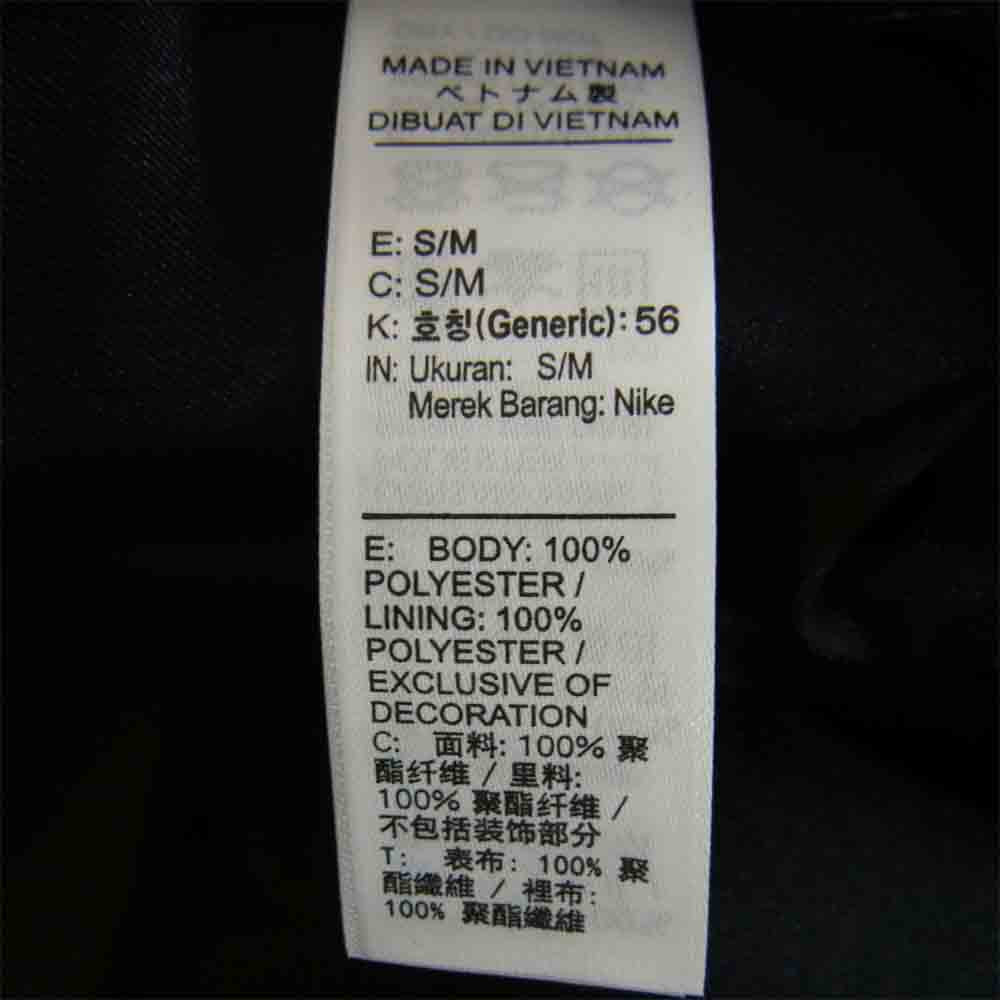 MADE IN VIETNAM
ベトナム製
DIBUAT DI VIETNAM
E: S/M
C: S/M
K: 호칭(Generic): 56
IN: Ukuran: S/M
Merek Barang: Nike
E: BODY: 100%
POLYESTER /
LINING: 100%
POLYESTER /
EXCLUSIVE OF
DECORATION
C: 面料: 100% 聚
酯纤维 / 里料:
100% 聚酯纤维 /
不包括装饰部分
T: 表布: 100% 聚
酯纖維 / 裡布:
100% 聚酯纖維